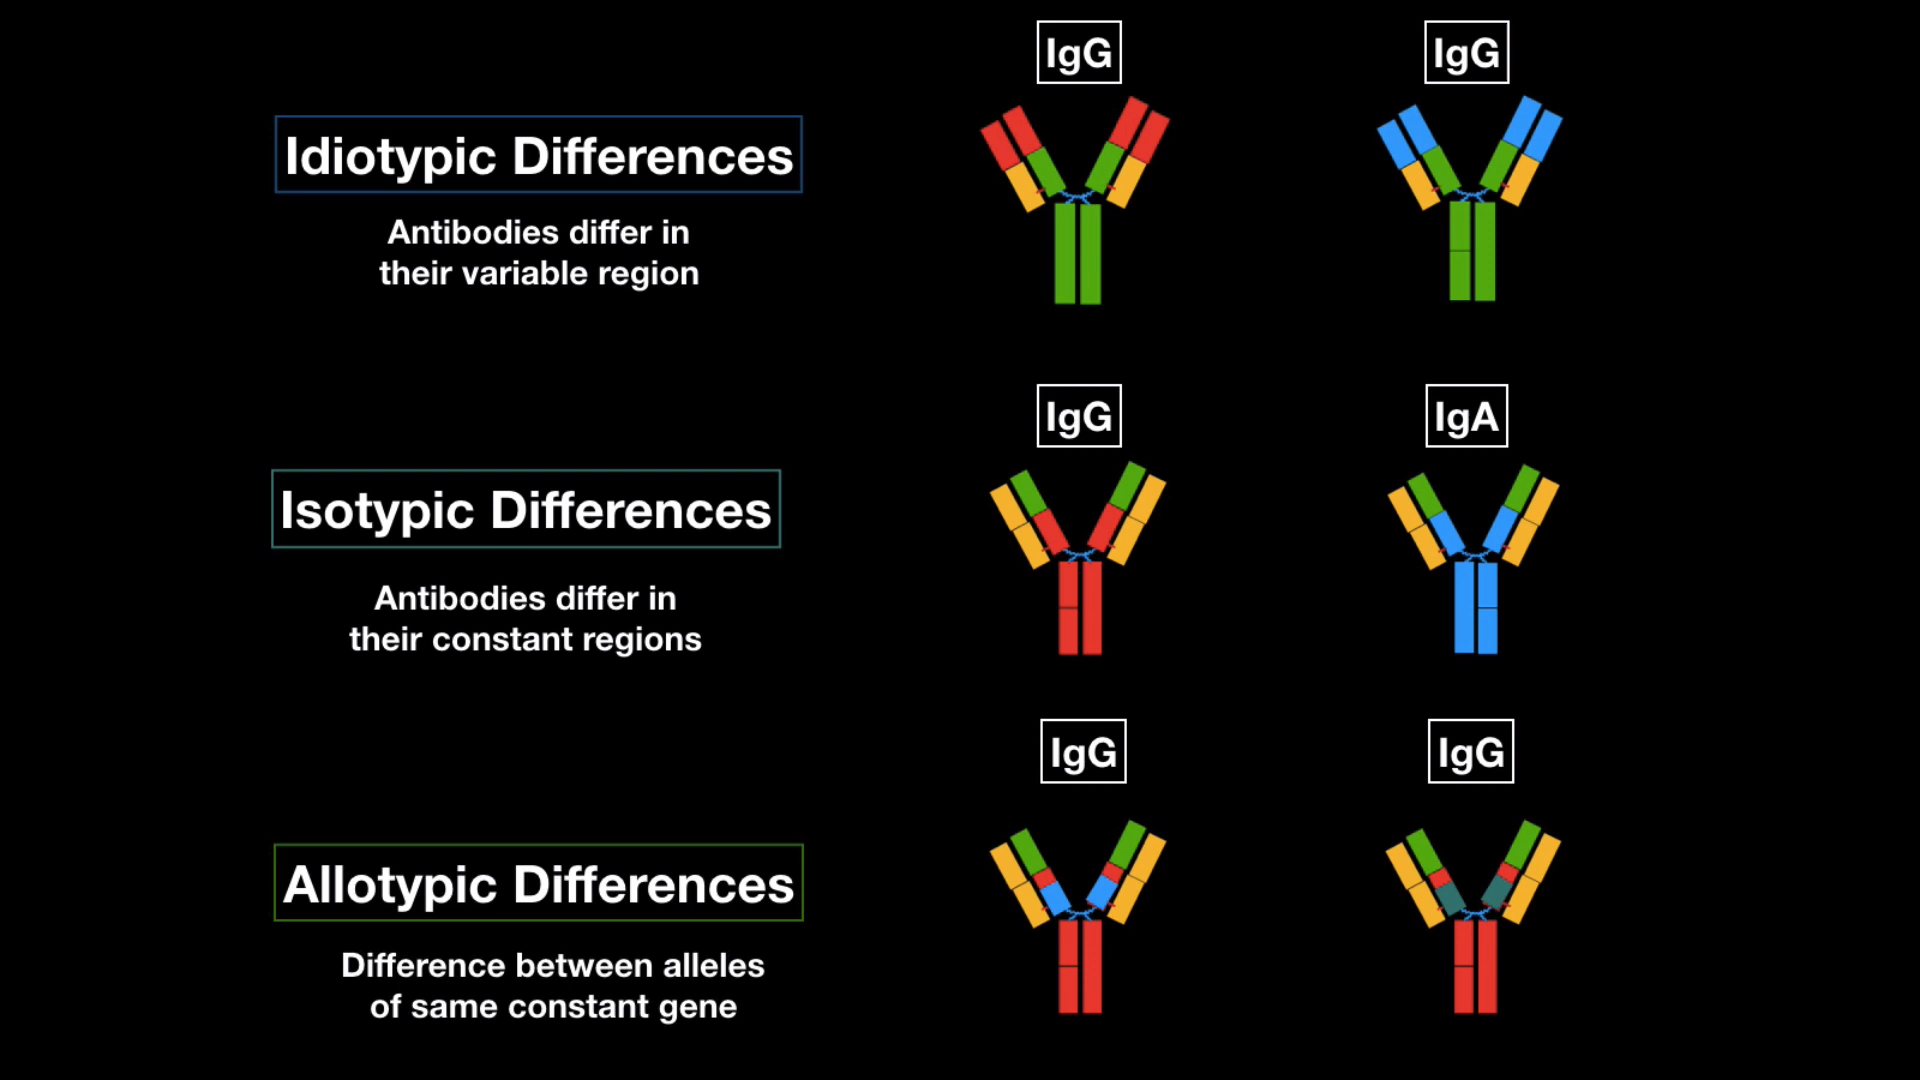 IgG
IgG
Idiotypic Differences
Antibodies differ in
their variable region
IgG
IgA
Isotypic Differences
Antibodies differ in
their constant regions
IgG
IgG
Allotypic Differences
Difference between alleles
of same constant gene